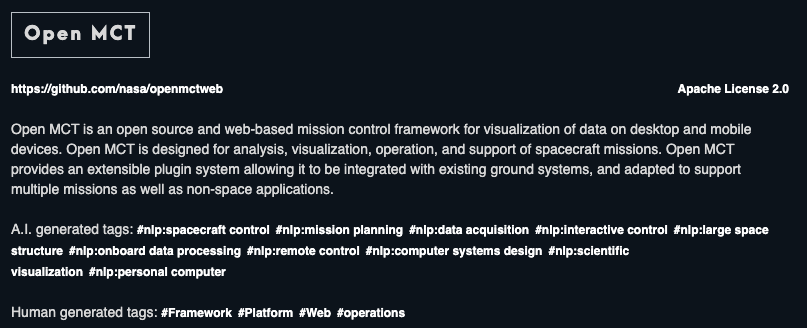 Open MCT
https://github.com/nasa/openmctweb
Apache License 2.0
Open MCT is an open source and web-based mission control framework for visualization of data on desktop and mobile
devices. Open MCT is designed for analysis, visualization, operation, and support of spacecraft missions. Open MCT
provides an extensible plugin system allowing it to be integrated with existing ground systems, and adapted to support
multiple missions as well as non-space applications.
A.I. generated tags: #nlp:spacecraft control #nlp:mission planning #nlp:data acquisition #nlp:interactive control #nlp:large space
structure #nlp:onboard data processing #nlp:remote control #nlp:computer systems design #nlp:scientific
visualization #nlp:personal computer
Human generated tags: #Framework #Platform #Web #operations